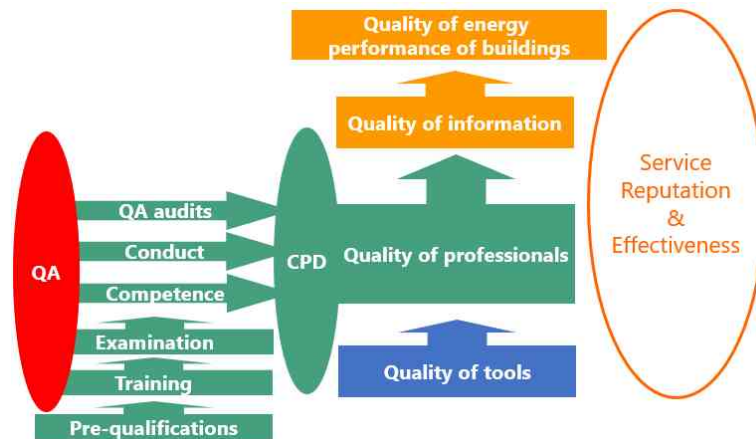 Quality of energy
performance of buildings
Quality of information
Service
Reputation
&
Effectiveness
QA audits
Conduct
CPD
Quality of professionals
QA
Competence
Examination
Training
Quality of tools
Pre-qualifications